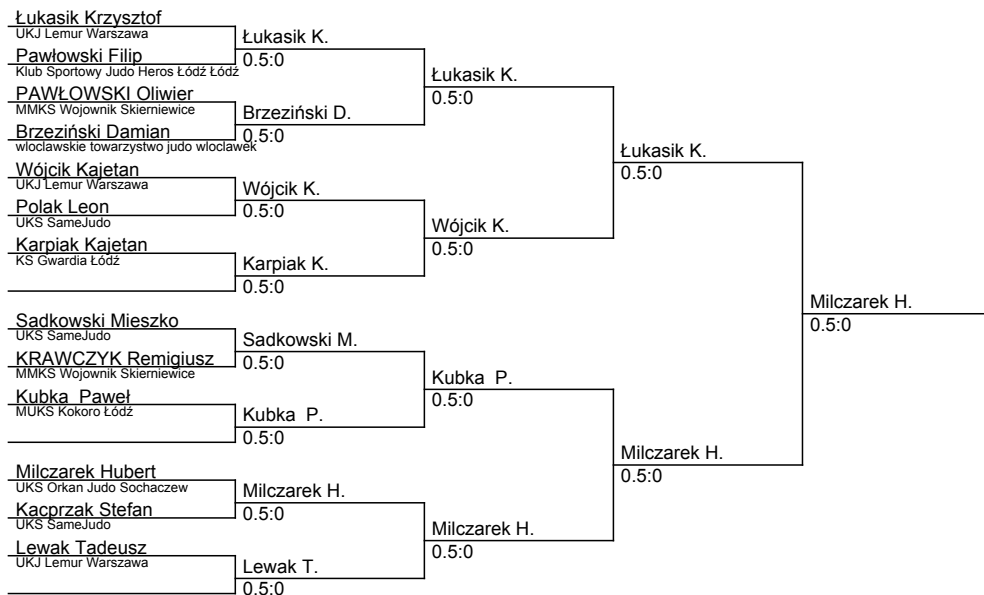 Łukasik Krzysztof
UKJ Lemur Warszawa
Pawłowski Filip
Klub Sportowy Judo Heros Łódź Łódź
PAWŁOWSKI Oliwier
MMKS Wojownik Skierniewice
Brzeziński Damian
wloclawskie towarzystwo judo wloclawek
Wójcik Kajetan
UKJ Lemur Warszawa
Polak Leon
UKS SameJudo
Karpiak Kajetan
KS Gwardia Łódź
Sadkowski Mieszko
UKS SameJudo
KRAWCZYK Remigiusz
MMKS Wojownik Skierniewice
Kubka  Paweł
MUKS Kokoro Łódź
Milczarek Hubert
UKS Orkan Judo Sochaczew
Kacprzak Stefan
UKS SameJudo
Lewak Tadeusz
UKJ Lemur Warszawa
Łukasik K.
0.5:0
Brzeziński D.
0.5:0
Wójcik K.
0.5:0
Karpiak K.
0.5:0
Sadkowski M.
0.5:0
Kubka  P.
0.5:0
Milczarek H.
0.5:0
Lewak T.
0.5:0
Łukasik K.
0.5:0
Wójcik K.
0.5:0
Kubka  P.
0.5:0
Milczarek H.
0.5:0
Łukasik K.
0.5:0
Milczarek H.
0.5:0
Milczarek H.
0.5:0